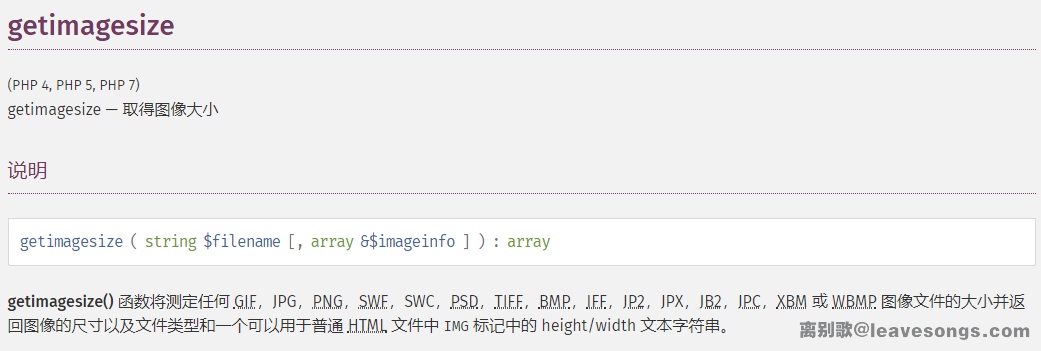 getimagesize
(PHP 4, PHP 5, PHP 7)
getimagesize — 取得图像大小
说明
getimagesize ( string $filename [, array &$imageinfo ] ) : array
getimagesize() 函数将测定任何 GIF，JPG，PNG，SWF，SWC，PSD，TIFF，BMP，IFF，JP2，JPX，JB2，JPC，XBM 或 WBMP 图像文件的大小并返
回图像的尺寸以及文件类型和一个可以用于普通 HTML 文件中 IMG 标记中的 height/width 文本字符串。
离别歌@leavesongs.com